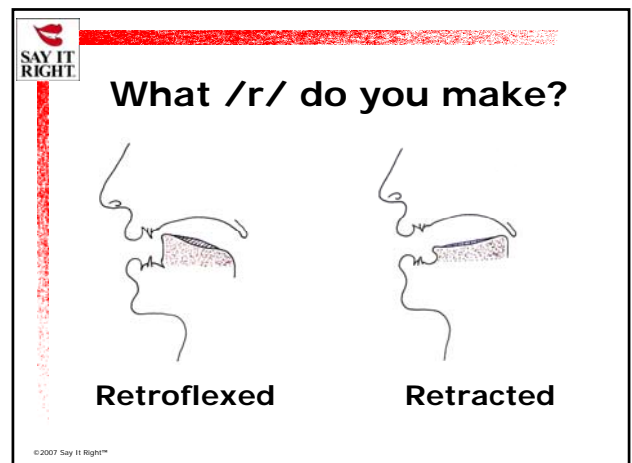 SAY IT
RIGHT.
What /r/ do you make?
Retroflexed
Retracted
©2007 Say It Right™